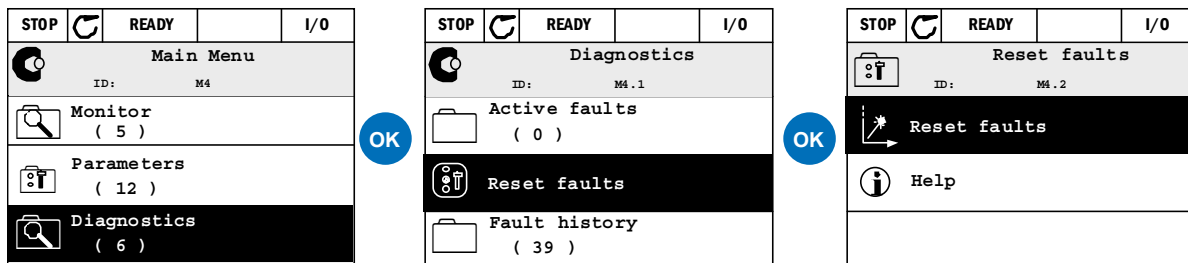 STOP READY I/O
Main Menu
ID: M4
Monitor
( 5 )
Parameters
( 12 )
Diagnostics
( 6 )
OK
STOP READY I/O
Diagnostics
ID: M4.1
Active faults
( 0 )
Reset faults
Fault history
( 39 )
OK
STOP READY I/O
Reset faults
ID: M4.2
Reset faults
Help